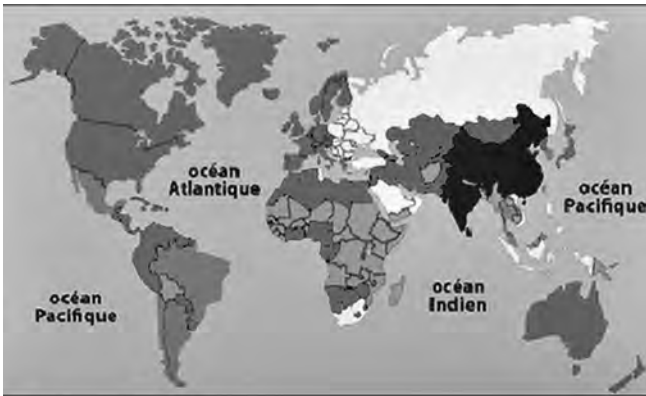 océan
Atlantique
océan
Pacifique
océan
Pacifique
océan
Indien